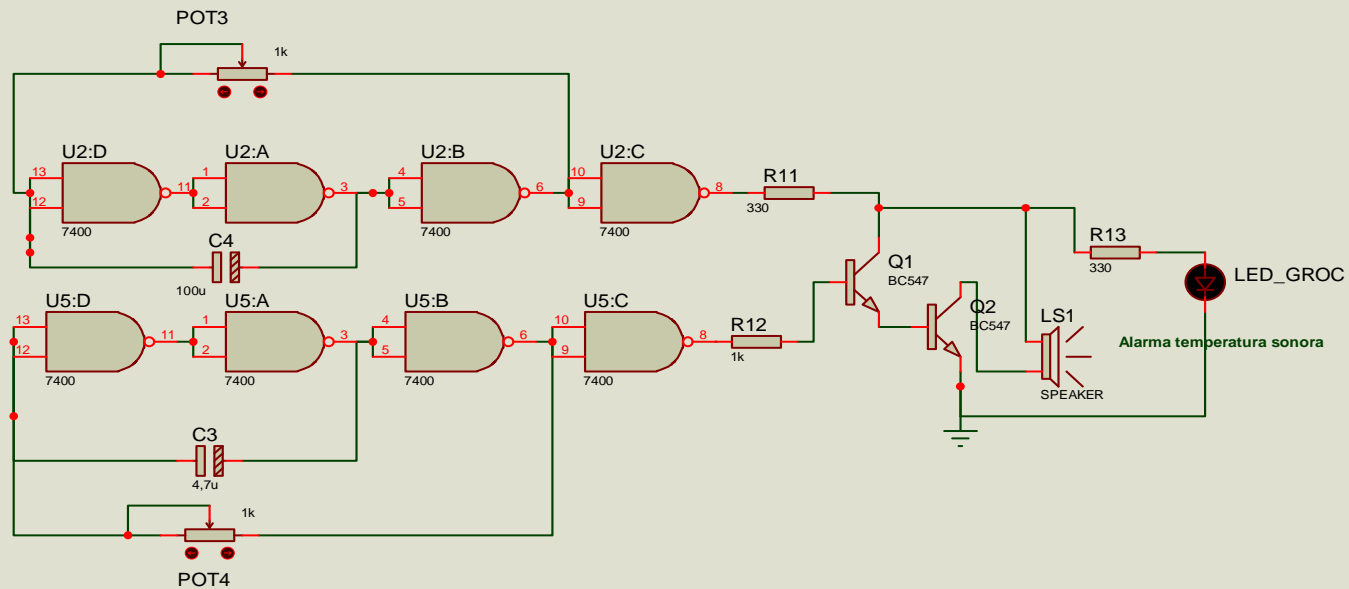 POT3
1k
U2:D
U2:A
U2:B
U2:C
13
12
11
1
2
3
4
5
6
10
9
8
7400
7400
7400
7400
R11
330
C4
100u
R13
330
LED_GROC
Q1
BC547
Q2
BC547
LS1
SPEAKER
Alarma temperatura sonora
U5:D
U5:A
U5:B
U5:C
13
12
11
1
2
3
4
5
6
10
9
8
7400
7400
7400
7400
R12
1k
C3
4,7u
1k
POT4